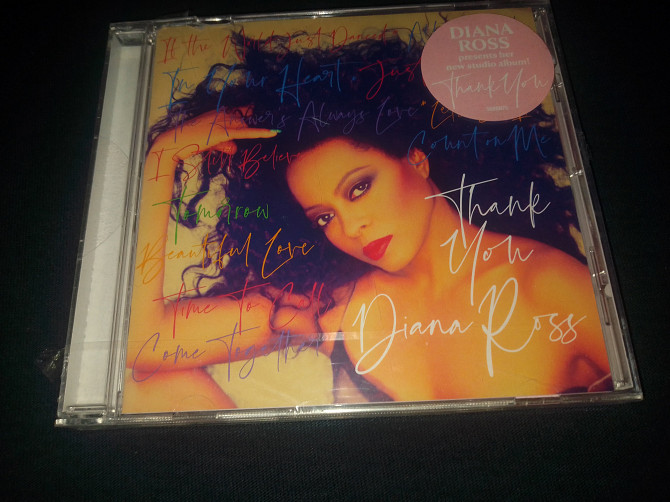 If the World Just Danced
In Your Heart
The Answer's Always Love
I Still Believe
Count on Me
Tomorrow
Beautiful Love
Time To Call
Come Together
DIANA
ROSS
presents her
new studio album!
Thank You
Thank
You
Diana Ross